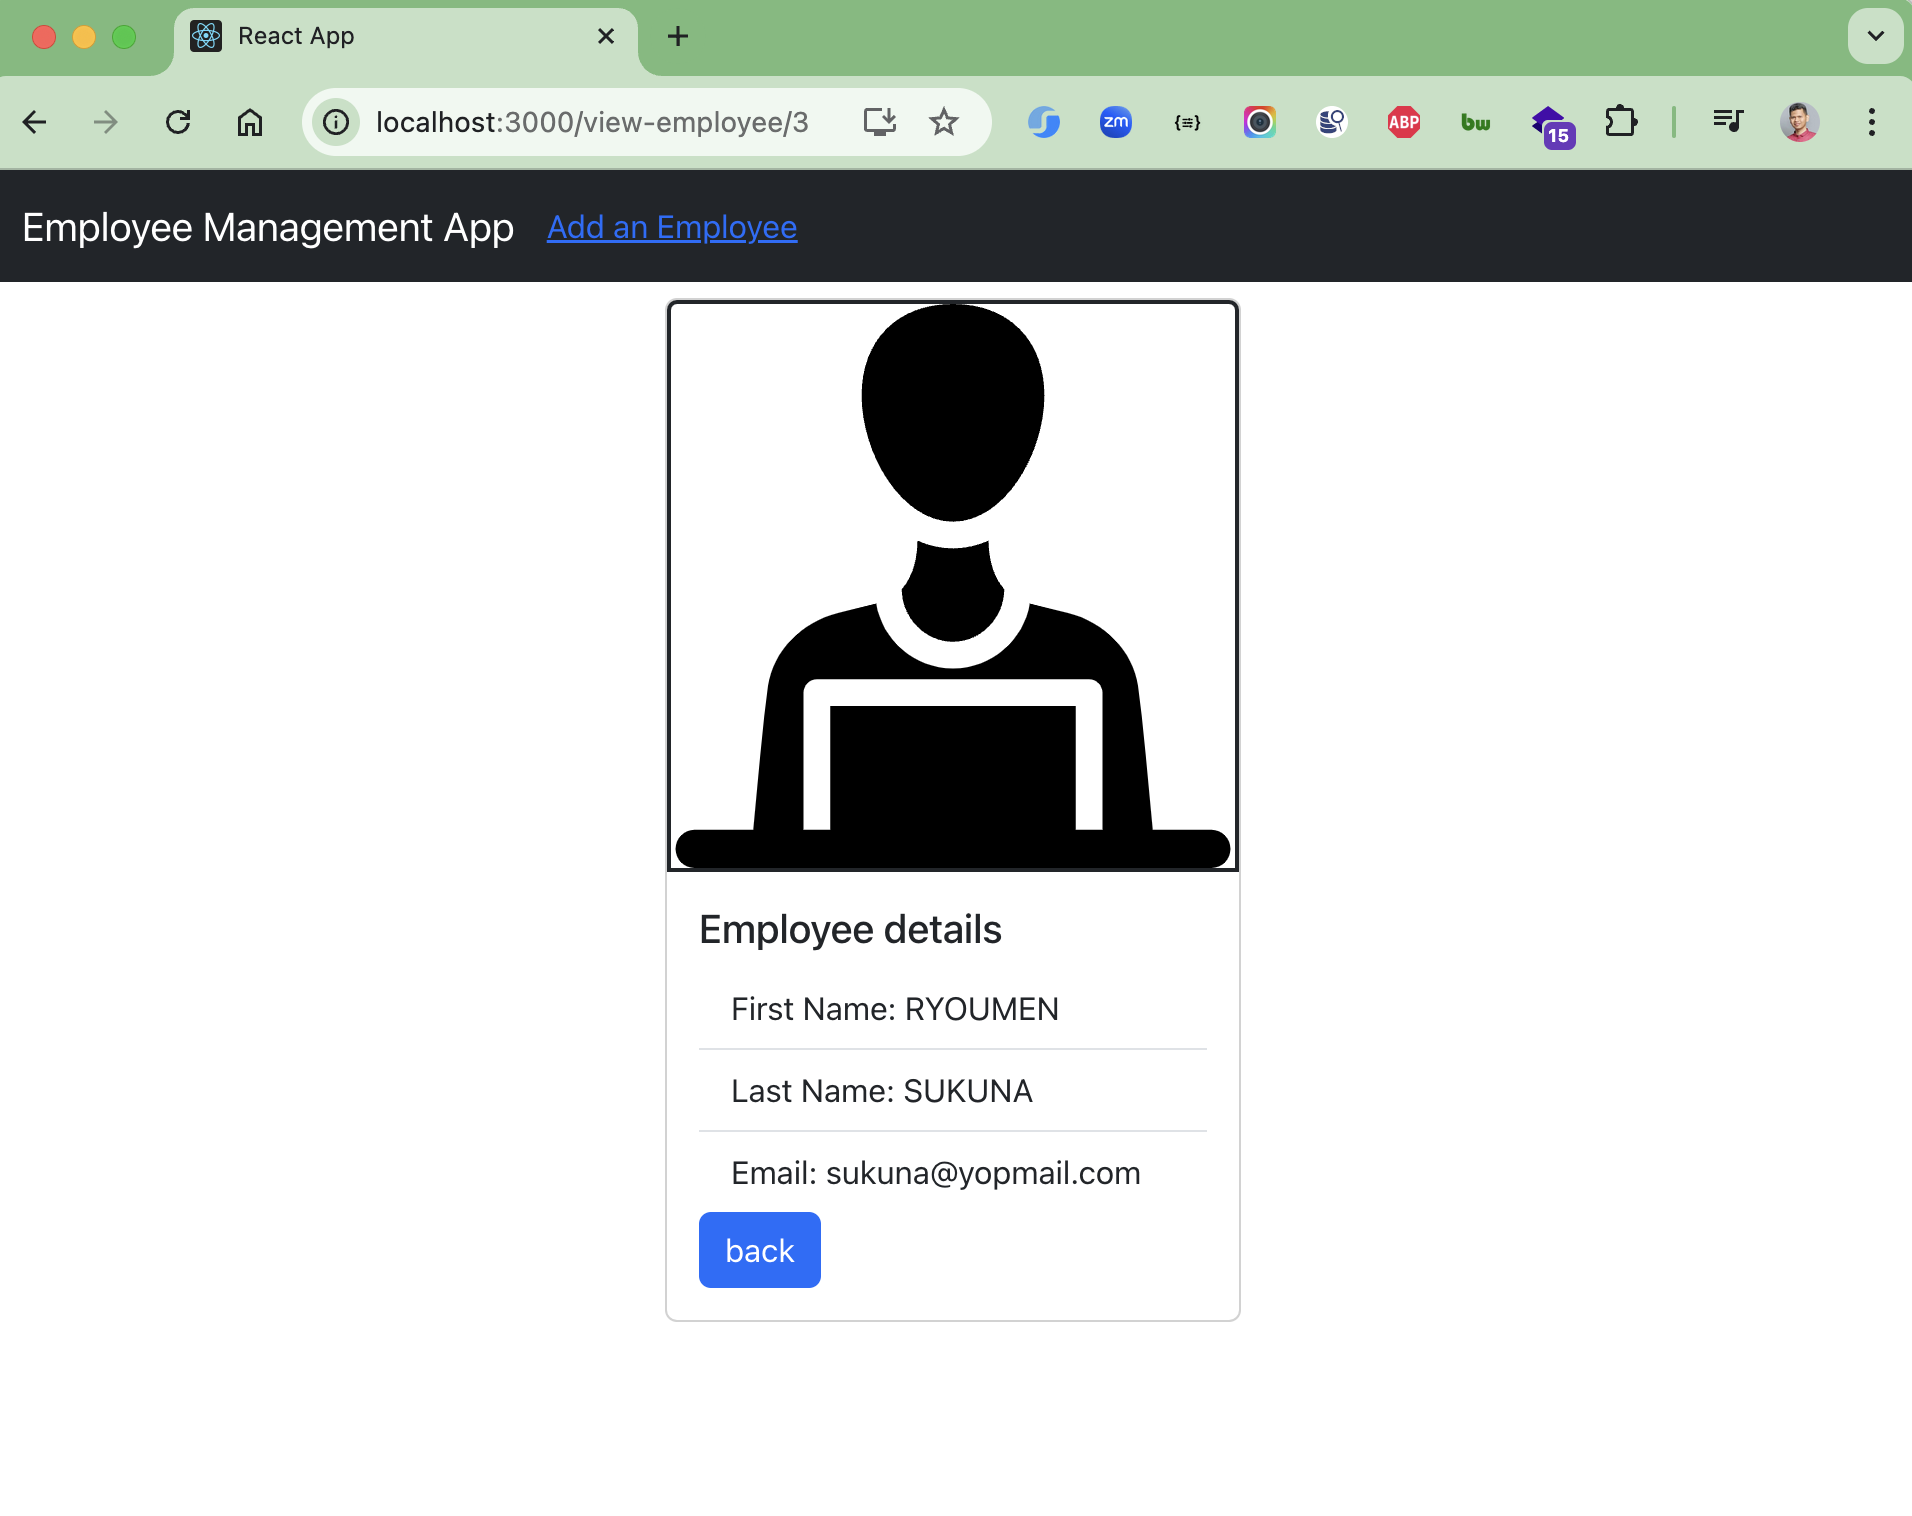 React App
localhost:3000/view-employee/3
zm
{≡}
ABP
bw
15
Employee Management App Add an Employee
Employee details
First Name: RYOUMEN
Last Name: SUKUNA
Email: sukuna@yopmail.com
back